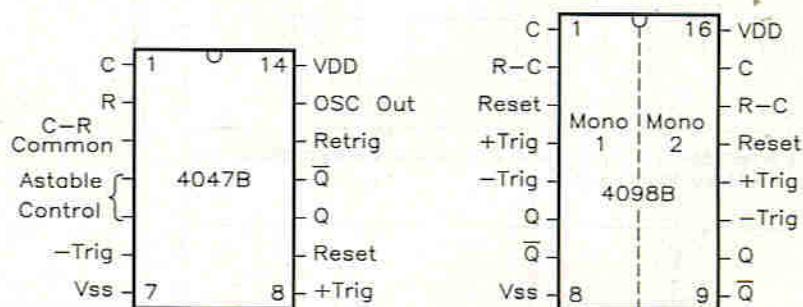 C 1 14 VDD
R OSC Out
C-R Common Retrig
Astable Control Q̅
4047B
Q
-Trig Reset
Vss 7 8 +Trig
C 1 16 VDD
R-C C
Reset R-C
+Trig Mono 1 Mono 2 Reset
-Trig +Trig
4098B
Q -Trig
Q̅ Q
Vss 8 9 Q̅